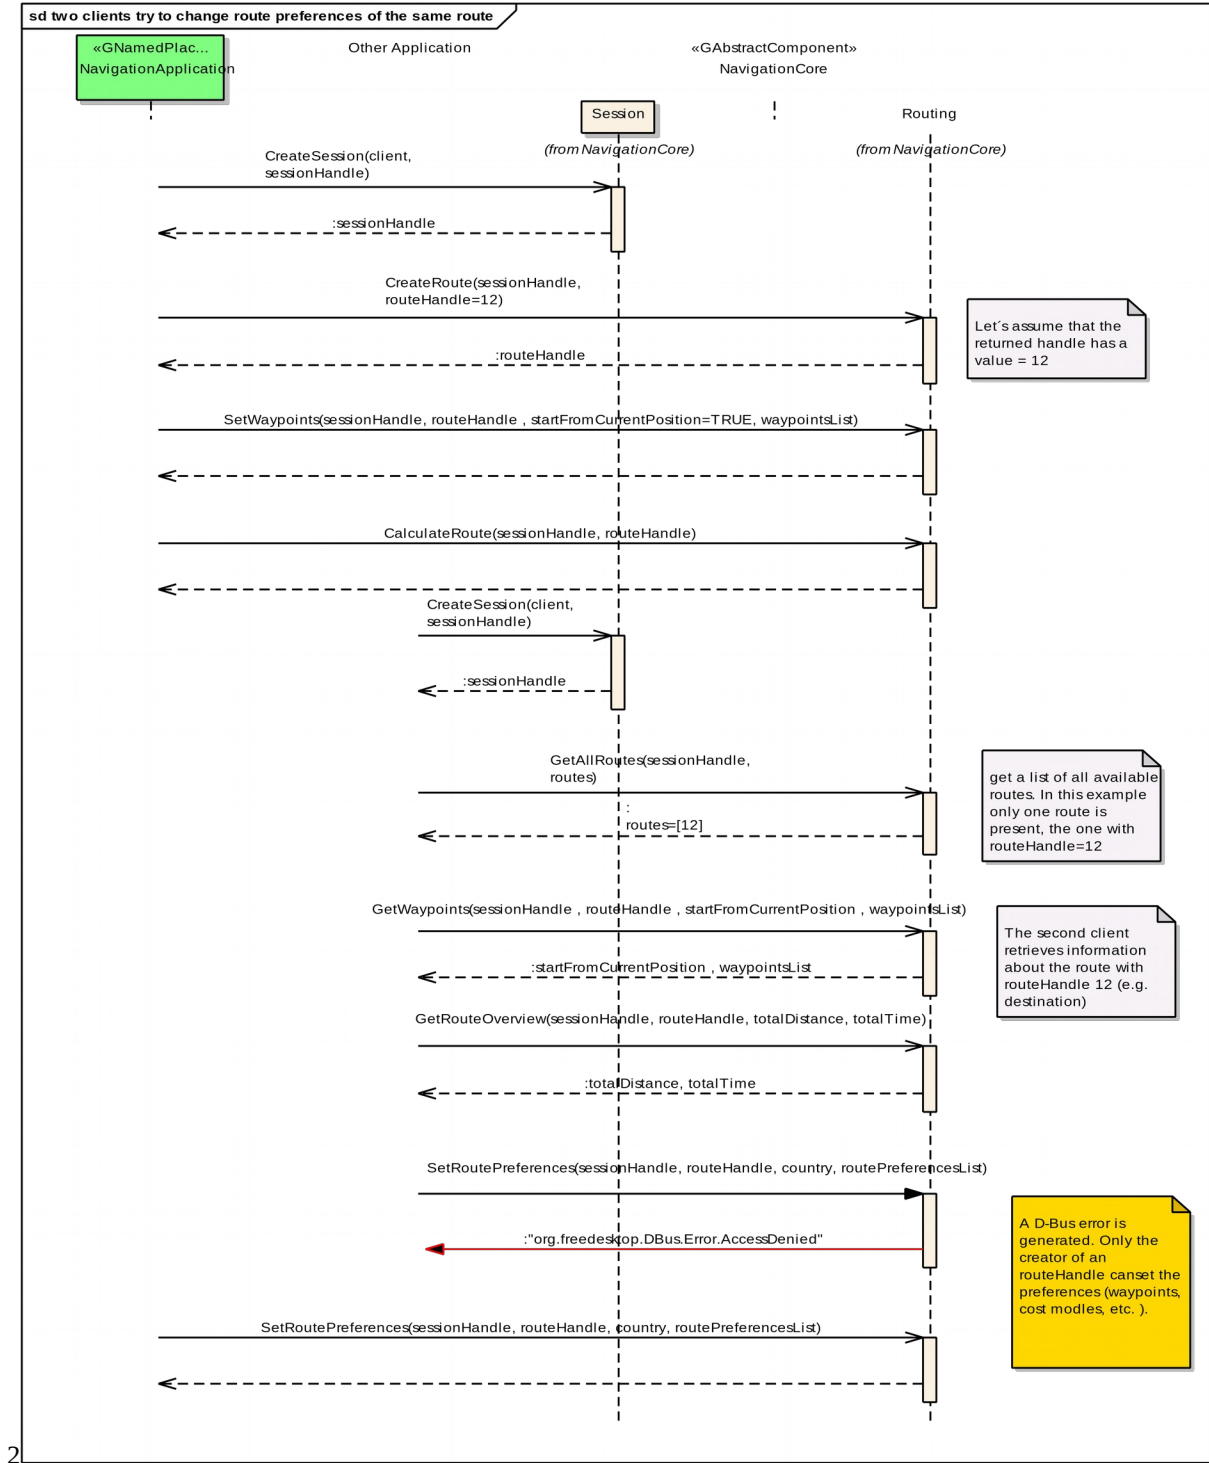 sd two clients try to change route preferences of the same route
«GNamedPlac...
NavigationApplication
Other Application
«GAbstractComponent»
NavigationCore
Session
(from NavigationCore)
Routing
(from NavigationCore)
CreateSession(client,
sessionHandle)
:sessionHandle
CreateRoute(sessionHandle,
routeHandle=12)
:routeHandle
Let´s assume that the
returned handle has a
value = 12
SetWaypoints(sessionHandle, routeHandle , startFromCurrentPosition=TRUE, waypointsList)
CalculateRoute(sessionHandle, routeHandle)
CreateSession(client,
sessionHandle)
:sessionHandle
GetAllRoutes(sessionHandle,
routes)
:
routes=[12]
get a list of all available
routes. In this example
only one route is
present, the one with
routeHandle=12
GetWaypoints(sessionHandle , routeHandle , startFromCurrentPosition , waypointsList)
:startFromCurrentPosition , waypointsList
The second client
retrieves information
about the route with
routeHandle 12 (e.g.
destination)
GetRouteOverview(sessionHandle, routeHandle, totalDistance, totalTime)
:totalDistance, totalTime
SetRoutePreferences(sessionHandle, routeHandle, country, routePreferencesList)
:"org.freedesktop.DBus.Error.AccessDenied"
A D-Bus error is
generated. Only the
creator of an
routeHandle canset the
preferences (waypoints,
cost modles, etc. ).
SetRoutePreferences(sessionHandle, routeHandle, country, routePreferencesList)
2